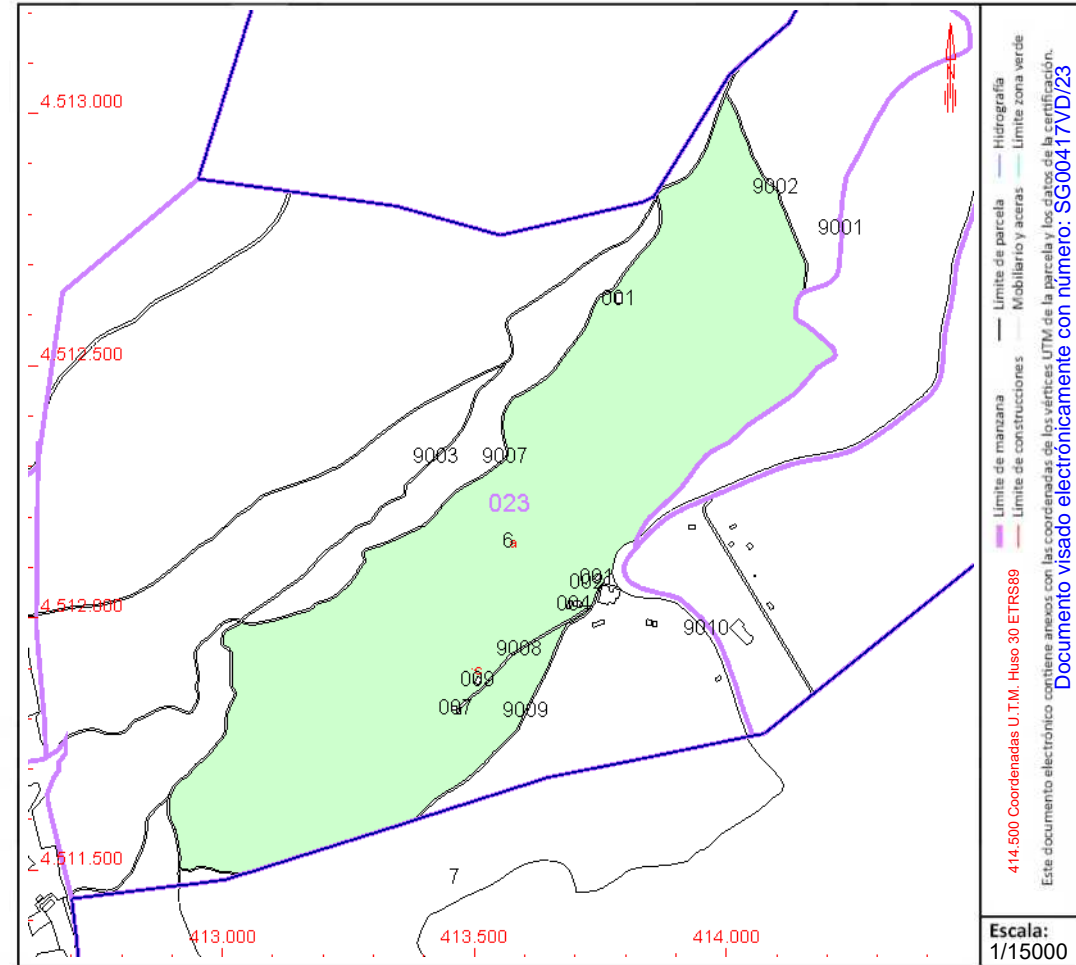 4.513.000
9002
9001
001
4.512.500
9003
9007
023
6
a
001
002
4.512.000
004
9010
9008
009
007
9009
4.511.500
7
413.000
413.500
414.000
N
Límite de manzana
Límite de parcela
Hidrografía
Límite de construcciones
Mobiliario y aceras
Límite zona verde
414.500 Coordenadas U.T.M. Huso 30 ETRS89
Este documento electrónico contiene anexos con las coordenadas de los vértices UTM de la parcela y los datos de la certificación.
Documento visado electrónicamente con número: SG00417VD/23
Escala:
1/15000